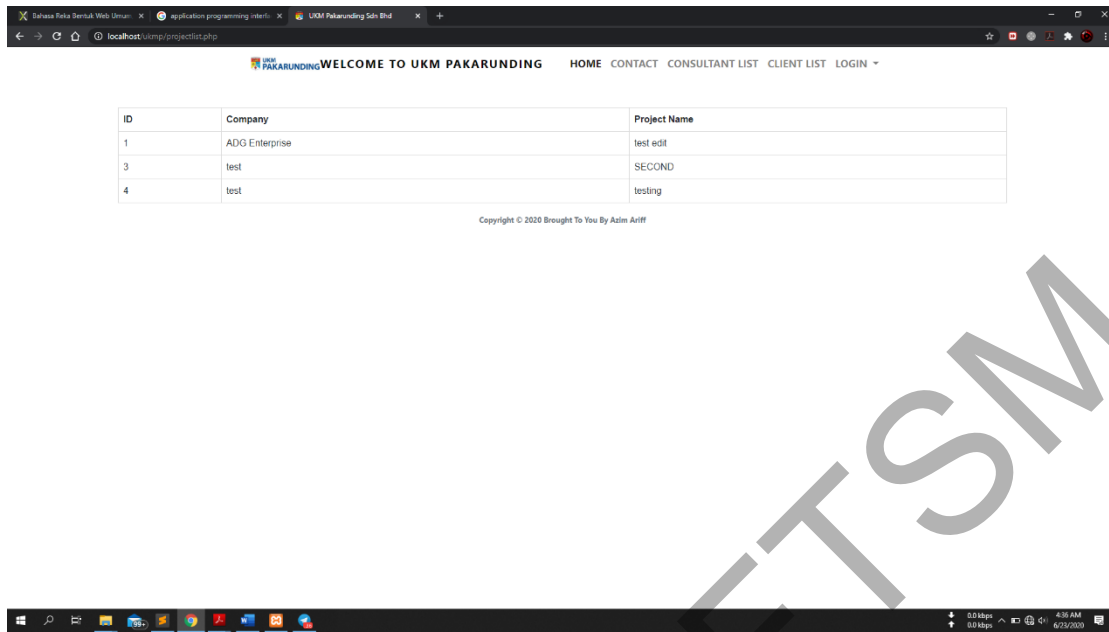 Bahasa Reka Bentuk Web Umum
application programming interfa
UKM Pakarunding Sdn Bhd
localhost/ukmp/projectlist.php
UKM
PAKARUNDING WELCOME TO UKM PAKARUNDING HOME CONTACT CONSULTANT LIST CLIENT LIST LOGIN
ID Company Project Name
1 ADG Enterprise test edit
3 test SECOND
4 test testing
Copyright © 2020 Brought To You By Azim Ariff
FTSM
99+
0.0 kbps
0.0 kbps
4:36 AM
6/23/2020